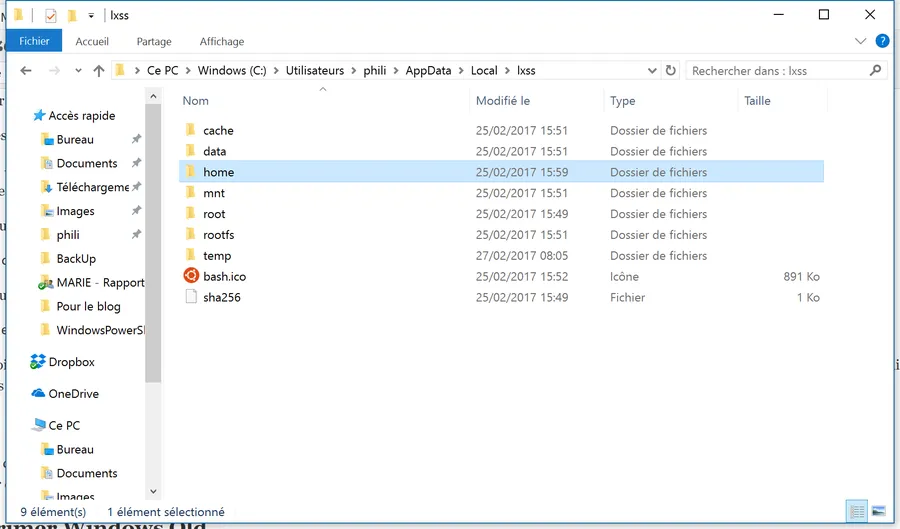 lxss
Fichier Accueil Partage Affichage
Ce PC Windows (C:) Utilisateurs phili AppData Local lxss Rechercher dans : lxss
Nom Modifié le Type Taille
Accès rapide
Bureau
Documents
Téléchargeme
Images
phili
BackUp
MARIE - Rapport
Pour le blog
WindowsPowerS
Dropbox
OneDrive
Ce PC
Bureau
Documents
Images
cache 25/02/2017 15:51 Dossier de fichiers
data 25/02/2017 15:51 Dossier de fichiers
home 25/02/2017 15:59 Dossier de fichiers
mnt 25/02/2017 15:51 Dossier de fichiers
root 25/02/2017 15:49 Dossier de fichiers
rootfs 25/02/2017 15:51 Dossier de fichiers
temp 27/02/2017 08:05 Dossier de fichiers
bash.ico 25/02/2017 15:52 Icône 891 Ko
sha256 25/02/2017 15:49 Fichier 1 Ko
9 élément(s) 1 élément sélectionné
rimer Windows Old